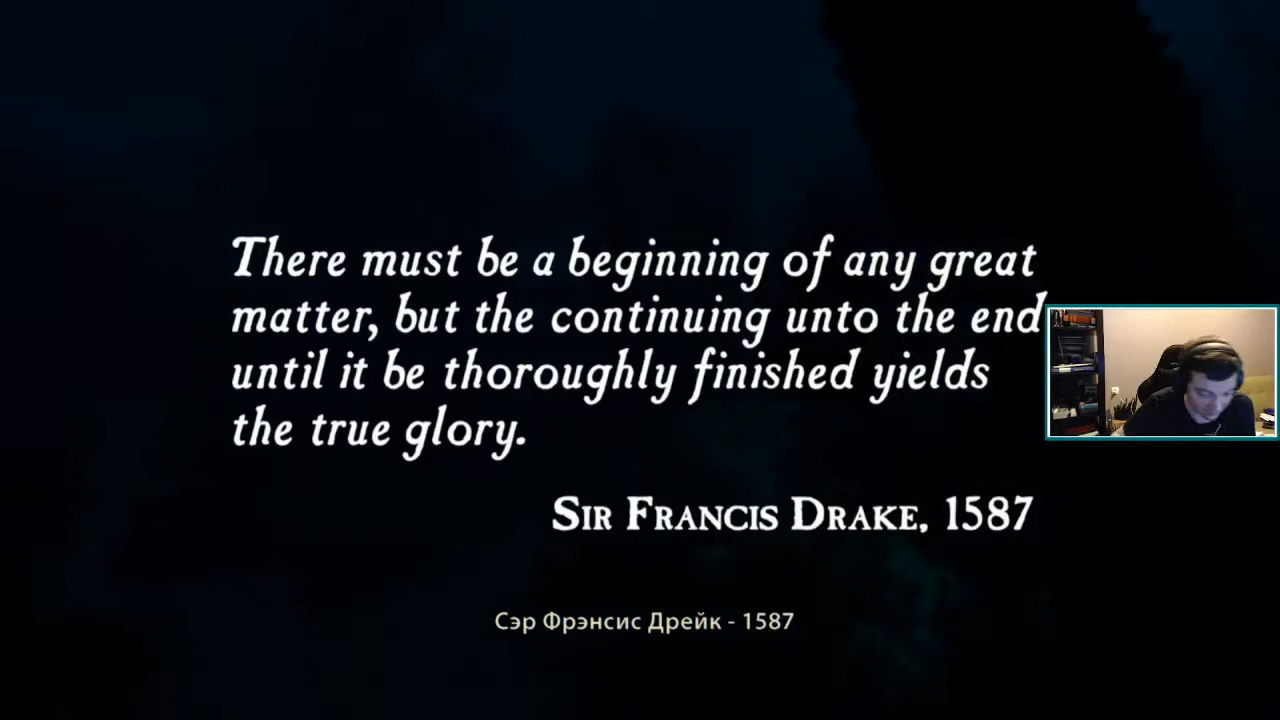 There must be a beginning of any great
matter, but the continuing unto the end
until it be thoroughly finished yields
the true glory.
Sir Francis Drake, 1587
Сэр Фрэнсис Дрейк - 1587